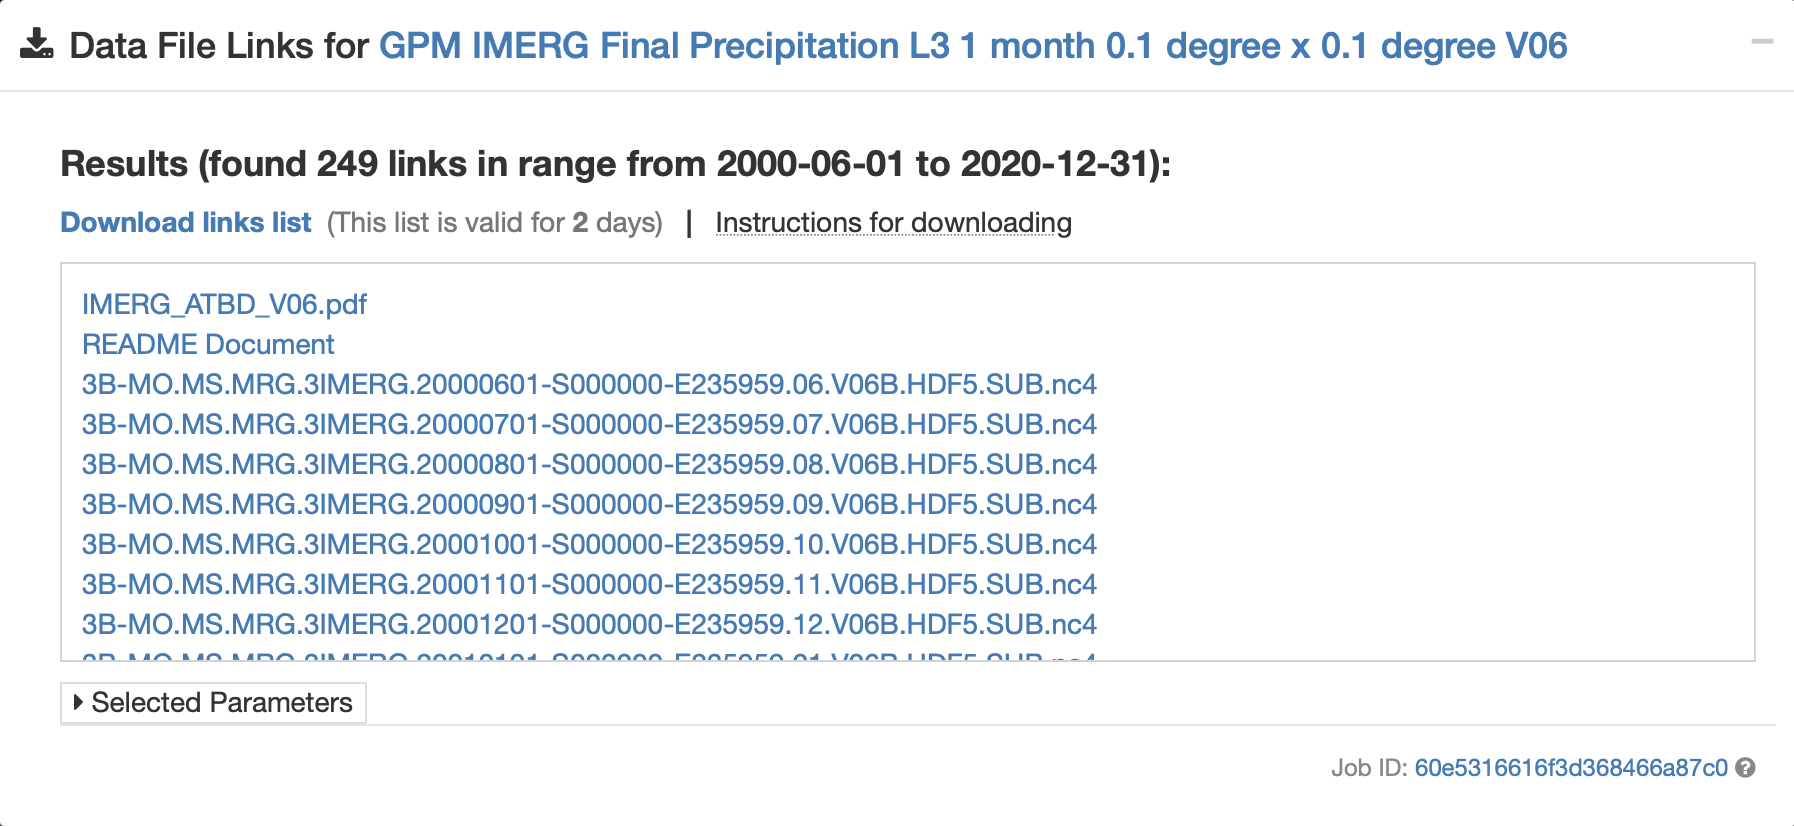 Data File Links for GPM IMERG Final Precipitation L3 1 month 0.1 degree x 0.1 degree V06
Results (found 249 links in range from 2000-06-01 to 2020-12-31):
Download links list (This list is valid for 2 days) | Instructions for downloading
IMERG_ATBD_V06.pdf
README Document
3B-MO.MS.MRG.3IMERG.20000601-S000000-E235959.06.V06B.HDF5.SUB.nc4
3B-MO.MS.MRG.3IMERG.20000701-S000000-E235959.07.V06B.HDF5.SUB.nc4
3B-MO.MS.MRG.3IMERG.20000801-S000000-E235959.08.V06B.HDF5.SUB.nc4
3B-MO.MS.MRG.3IMERG.20000901-S000000-E235959.09.V06B.HDF5.SUB.nc4
3B-MO.MS.MRG.3IMERG.20001001-S000000-E235959.10.V06B.HDF5.SUB.nc4
3B-MO.MS.MRG.3IMERG.20001101-S000000-E235959.11.V06B.HDF5.SUB.nc4
3B-MO.MS.MRG.3IMERG.20001201-S000000-E235959.12.V06B.HDF5.SUB.nc4
Selected Parameters
Job ID: 60e5316616f3d368466a87c0